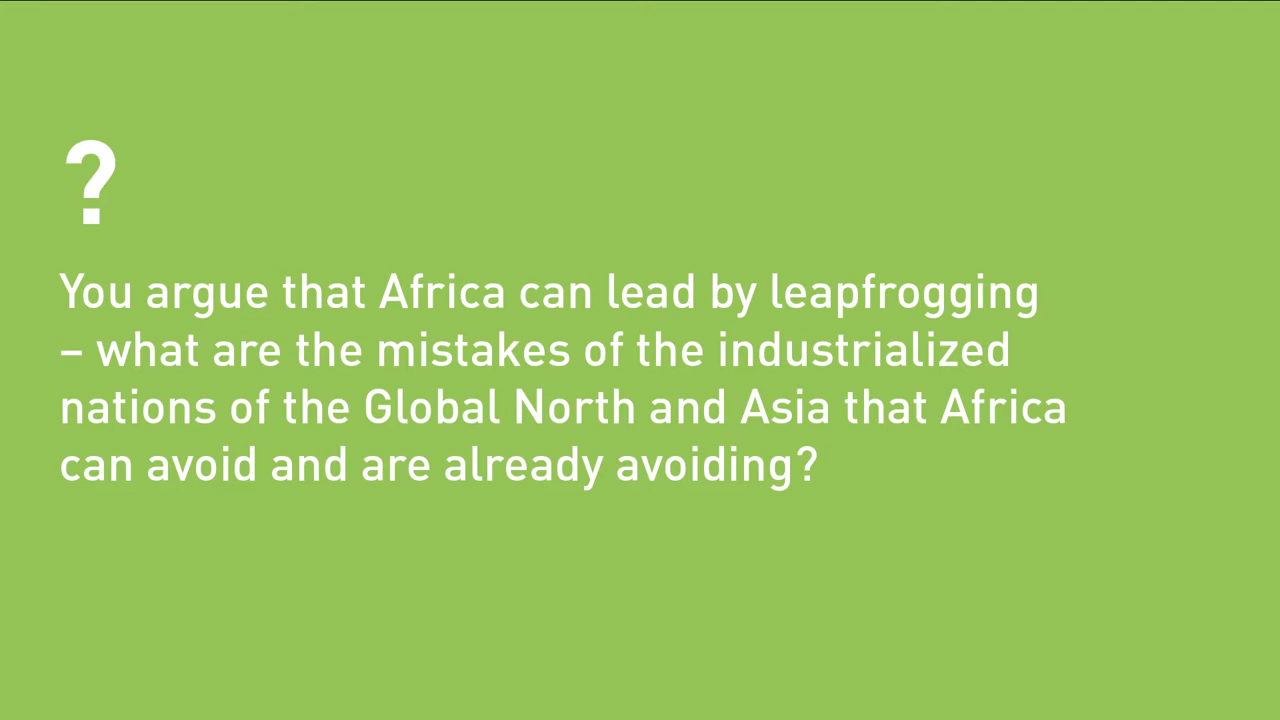 ?
You argue that Africa can lead by leapfrogging
– what are the mistakes of the industrialized
nations of the Global North and Asia that Africa
can avoid and are already avoiding?